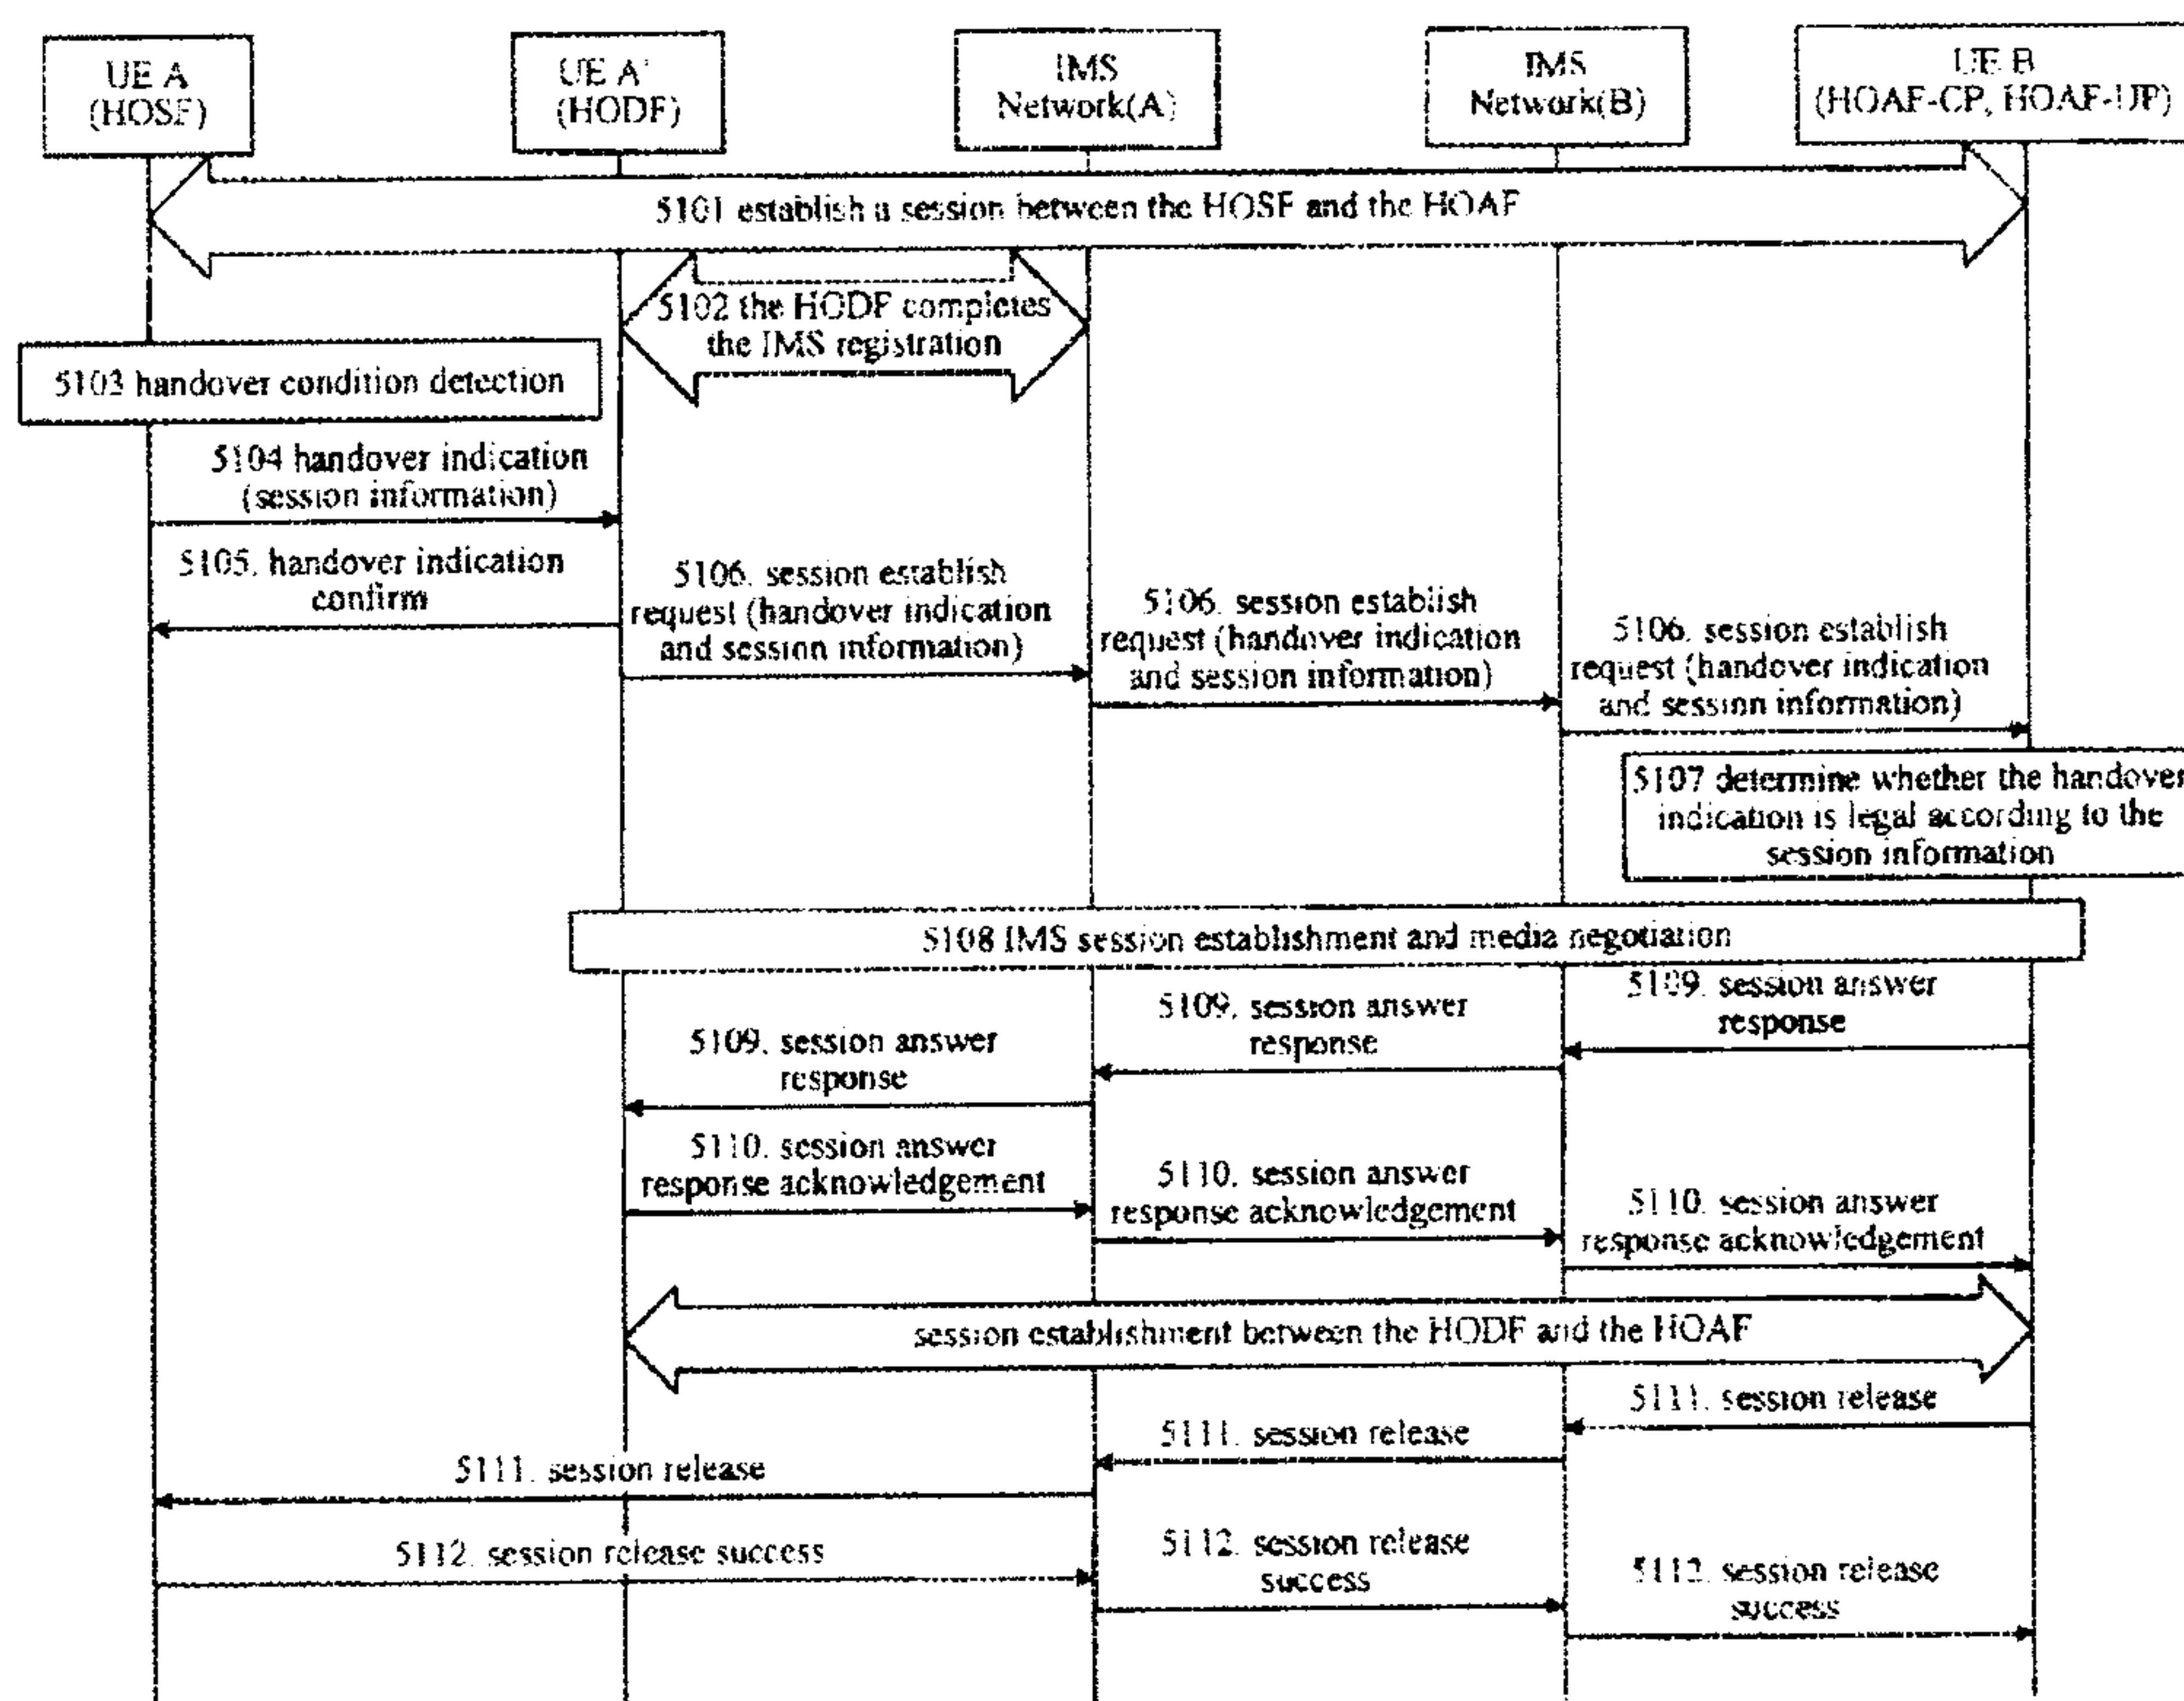 UE A
(HOSF)
UE A'
(HODF)
IMS
Network(A)
IMS
Network(B)
UE B
(HOAF-CP, HOAF-UP)
5101 establish a session between the HOSF and the HOAF
5102 the HODF completes
the IMS registration
5103 handover condition detection
5104 handover indication
(session information)
5105. handover indication
confirm
5106. session establish
request (handover indication
and session information)
5106. session establish
request (handover indication
and session information)
5106. session establish
request (handover indication
and session information)
5107 determine whether the handover
indication is legal according to the
session information
5108 IMS session establishment and media negotiation
5109. session answer
response
5109. session answer
response
5109. session answer
response
5110. session answer
response acknowledgement
5110. session answer
response acknowledgement
5110. session answer
response acknowledgement
session establishment between the HODF and the HOAF
5111. session release
5111. session release
5111. session release
5112. session release success
5112. session release
success
5112. session release
success